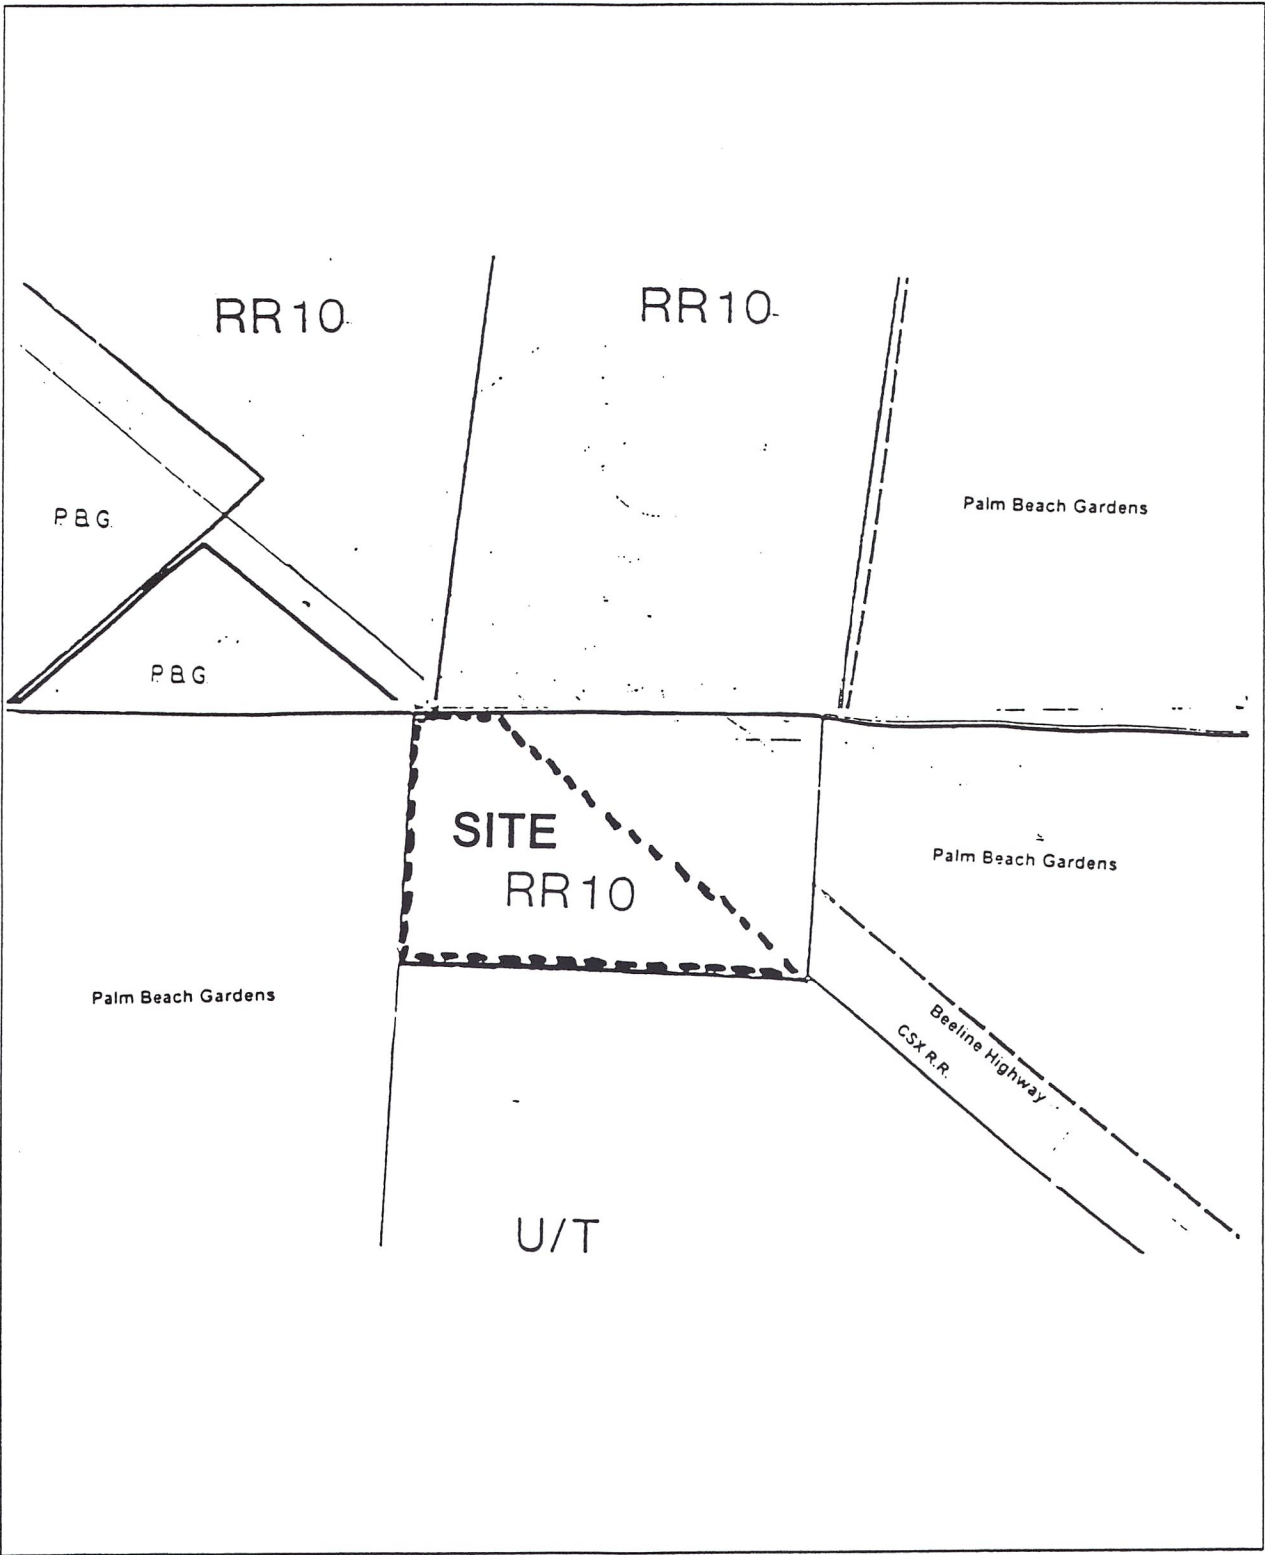 RR10
RR10
Palm Beach Gardens
P B G
P B G
SITE
RR10
Palm Beach Gardens
Palm Beach Gardens
Beeline Highway
CSX R.R.
U/T